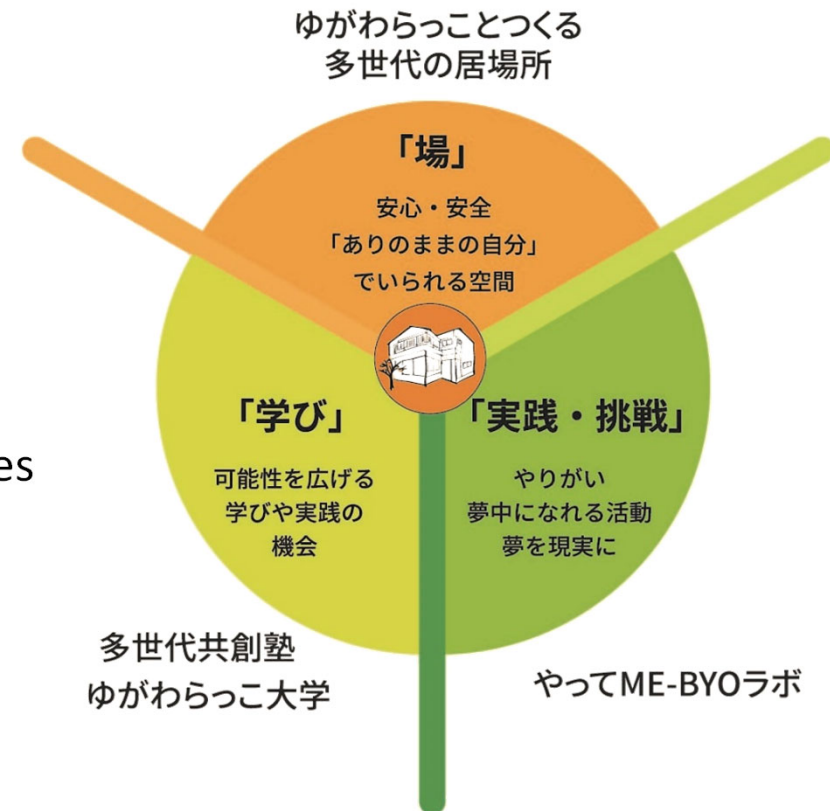 ゆがわらっことつくる
多世代の居場所
「場」
安心・安全
「ありのままの自分」
でいられる空間
「学び」
可能性を広げる
学びや実践の
機会
「実践・挑戦」
やりがい
夢中になれる活動
夢を現実に
es
多世代共創塾
ゆがわらっこ大学
やってME-BYOラボ